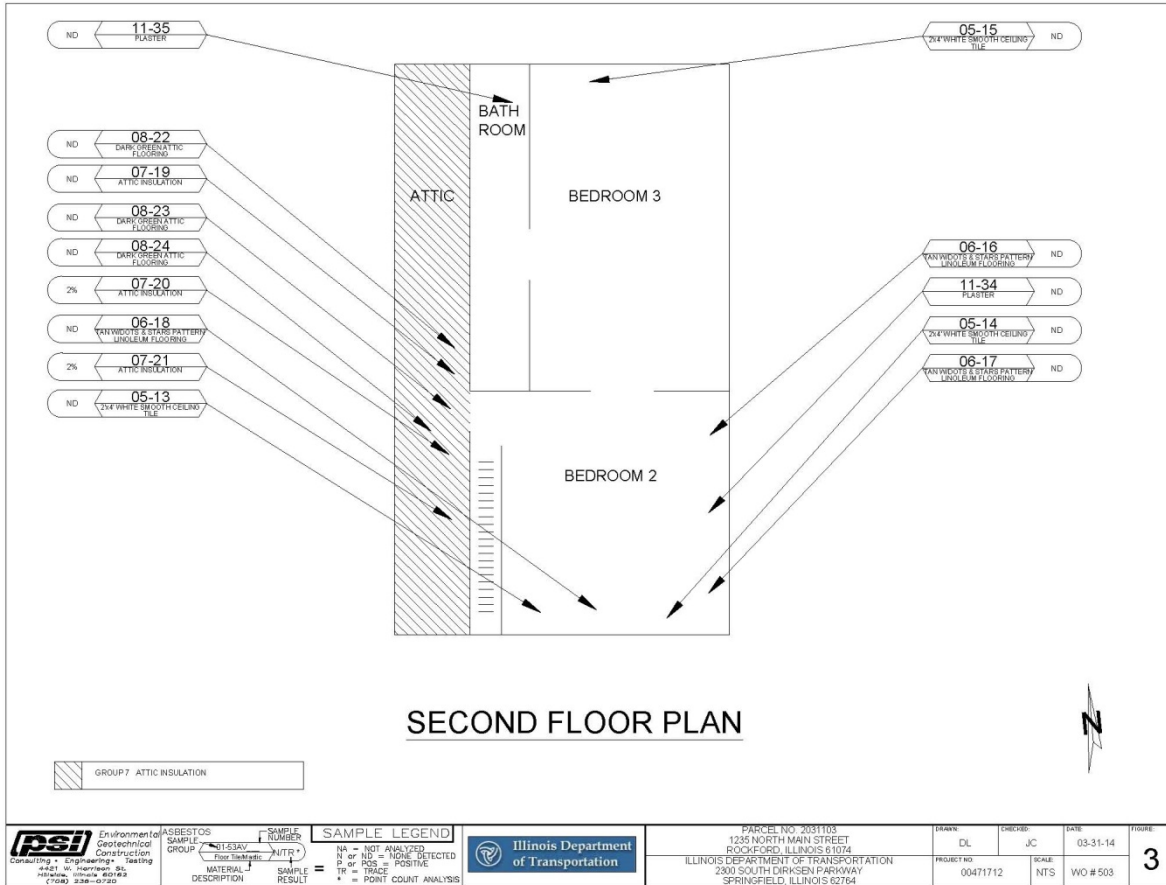 ND
11-35
PLASTER
05-15
2'x4' WHITE SMOOTH CEILING
TILE
ND
BATH
ROOM
ATTIC
BEDROOM 3
BEDROOM 2
ND
08-22
DARK GREEN ATTIC
FLOORING
ND
07-19
ATTIC INSULATION
ND
08-23
DARK GREEN ATTIC
FLOORING
ND
08-24
DARK GREEN ATTIC
FLOORING
2%
07-20
ATTIC INSULATION
ND
06-18
TAN W/DOTS & STARS PATTERN
LINOLEUM FLOORING
2%
07-21
ATTIC INSULATION
ND
05-13
2'x4' WHITE SMOOTH CEILING
TILE
06-16
TAN W/DOTS & STARS PATTERN
LINOLEUM FLOORING
ND
11-34
PLASTER
ND
05-14
2'x4' WHITE SMOOTH CEILING
TILE
ND
06-17
TAN W/DOTS & STARS PATTERN
LINOLEUM FLOORING
ND
SECOND FLOOR PLAN
N
GROUP 7 ATTIC INSULATION
psi
Environmental
Geotechnical
Construction
Consulting • Engineering • Testing
4421 W. Harrison St.
Hillside, Illinois 60162
(708) 236-0720
ASBESTOS
SAMPLE
GROUP
SAMPLE
NUMBER
01-53AV
Floor Tile/Mastic
N/TR *
MATERIAL
DESCRIPTION
SAMPLE
RESULT
=
SAMPLE LEGEND
NA = NOT ANALYZED
N or ND = NONE DETECTED
P or POS = POSITIVE
TR = TRACE
* = POINT COUNT ANALYSIS
Illinois Department
of Transportation
PARCEL NO. 2031103
1235 NORTH MAIN STREET
ROCKFORD, ILLINOIS 61074
ILLINOIS DEPARTMENT OF TRANSPORTATION
2300 SOUTH DIRKSEN PARKWAY
SPRINGFIELD, ILLINOIS 62764
DRAWN:
DL
CHECKED:
JC
DATE:
03-31-14
FIGURE:
3
PROJECT NO:
00471712
SCALE:
NTS
WO # 503